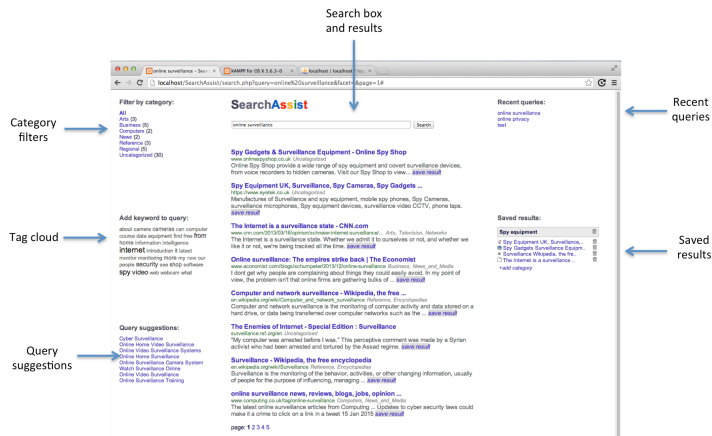 Search box
and results
online surveillance - Sear
XAMPP for OS X 5.6.3-0
localhost / localhost /
localhost/SearchAssist/search.php?query=online%20surveillance&facet=&page=1#
Category
filters
Filter by category:
All
Arts (3)
Business (5)
Computers (2)
News (2)
Reference (3)
Regional (5)
Uncategorized (30)
SearchAssist
online surveillance
Search
Recent queries:
online surveillance
online privacy
test
Recent
queries
Spy Gadgets & Surveillance Equipment - Online Spy Shop
www.onlinespyshop.co.uk Uncategorized
Online Spy Shop provide a wide range of spy equipment and covert surveillance devices,
from voice recorders to hidden cameras. Visit our Spy Shop to view... save result
Spy Equipment UK, Surveillance, Spy Cameras, Spy Gadgets ...
https://www.eyetek.co.uk Uncategorized
Manufactures of Surveillance and spy equipment, mobile spy phones, Spy Cameras,
surveillance microphones, Spy equipment devices, surveillance video CCTV, phone taps.
save result
The Internet is a surveillance state - CNN.com
www.cnn.com/2013/03/16/opinion/schneier-internet-surveillance/... Arts, Television, Networks
The Internet is a surveillance state. Whether we admit it to ourselves or not, and whether we
like it or not, we're being tracked all the time. save result
Online surveillance: The empires strike back | The Economist
www.economist.com/blogs/schumpeter/2013/12/online-surveillance Business, News_and_Media
I dont get why people are complaining about things they could easily avoid. In my point of
view, the problem isn't that online firms are gathering bulks of ... save result
Computer and network surveillance - Wikipedia, the free ...
en.wikipedia.org/wiki/Computer_and_network_surveillance Reference, Encyclopedias
Computer and network surveillance is the monitoring of computer activity and data stored on a
hard drive, or data being transferred over computer networks such as the ... save result
The Enemies of Internet - Special Edition : Surveillance
surveillance.rsf.org/en Uncategorized
"My computer was arrested before I was." This perceptive comment was made by a Syrian
activist who had been arrested and tortured by the Assad regime. save result
Surveillance - Wikipedia, the free encyclopedia
en.wikipedia.org/wiki/Surveillance Reference, Encyclopedias
Surveillance is the monitoring of the behavior, activities, or other changing information, usually
of people for the purpose of influencing, managing ... save result
online surveillance news, reviews, blogs, jobs, opinion ...
www.computing.co.uk/tag/online-surveillance Computers, News_and_Media
The latest online surveillance articles from Computing ... Updates to cyber security laws could
make it a crime to click on a link in a tweet 15 Jan 2015 save result
page: 1 2 3 4 5
Tag cloud
Add keyword to query:
about camera cameras can computer
course data equipment find free from
home information intelligence
internet introduction it latest
monitor monitoring more my new our
people security see shop software
spy video web webcam what
Saved results:
Spy equipment
Spy Equipment UK, Surveillance...
Spy Gadgets Surveillance Equipm..
Surveillance Wikipedia, the fre..
The Internet is a surveillance ..
+add category
Saved
results
Query
suggestions
Query suggestions:
Cyber Surveillance
Online Home Video Surveillance
Online Video Surveillance Systems
Online Home Surveillance
Online Surveillance Camera System
Watch Surveillance Online
Online Video Surveillance
Online Surveillance Training